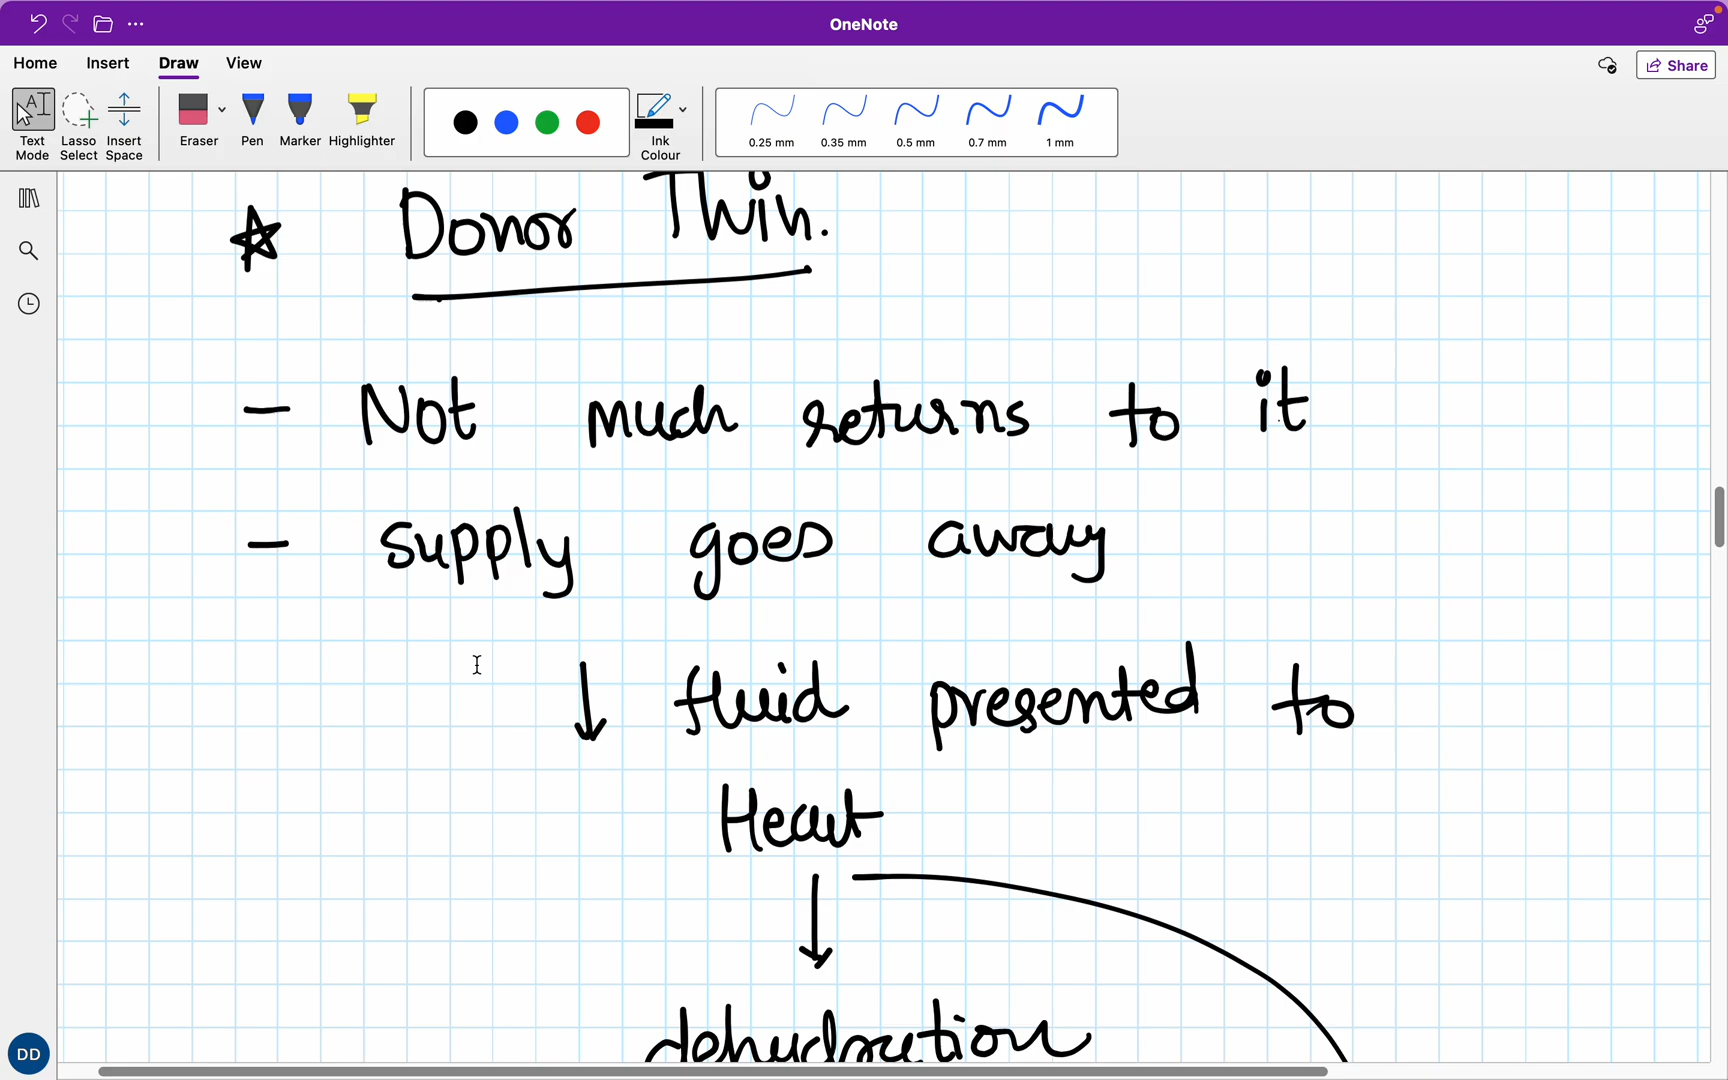 OneNote
Home Insert Draw View
Share
Text Mode
Lasso Select
Insert Space
Eraser
Pen
Marker
Highlighter
Ink Colour
0.25 mm
0.35 mm
0.5 mm
0.7 mm
1 mm
Donor Twin.
- Not much returns to it
- supply goes away
↓ fluid presented to
Heart
↓
dehydration
DD